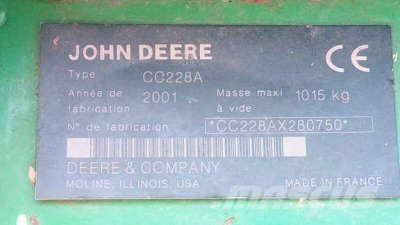 JOHN DEERE CE
Type CC228A
Année de fabrication 2001 Masse maxi à vide 1015 kg
N° de fabrication *CC228AX280750*
DEERE & COMPANY
MOLINE, ILLINOIS, USA MADE IN FRANCE
mascus